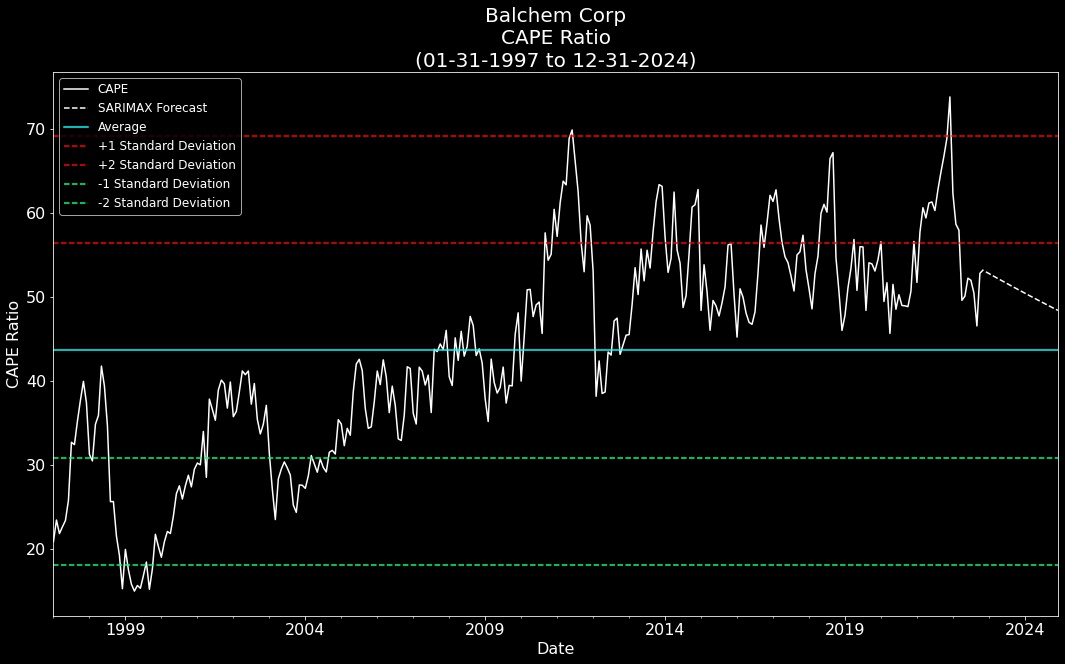 Balchem Corp
CAPE Ratio
(01-31-1997 to 12-31-2024)
CAPE
SARIMAX Forecast
Average
+1 Standard Deviation
+2 Standard Deviation
-1 Standard Deviation
-2 Standard Deviation
CAPE Ratio
70
60
50
40
30
20
1999
2004
2009
2014
2019
2024
Date